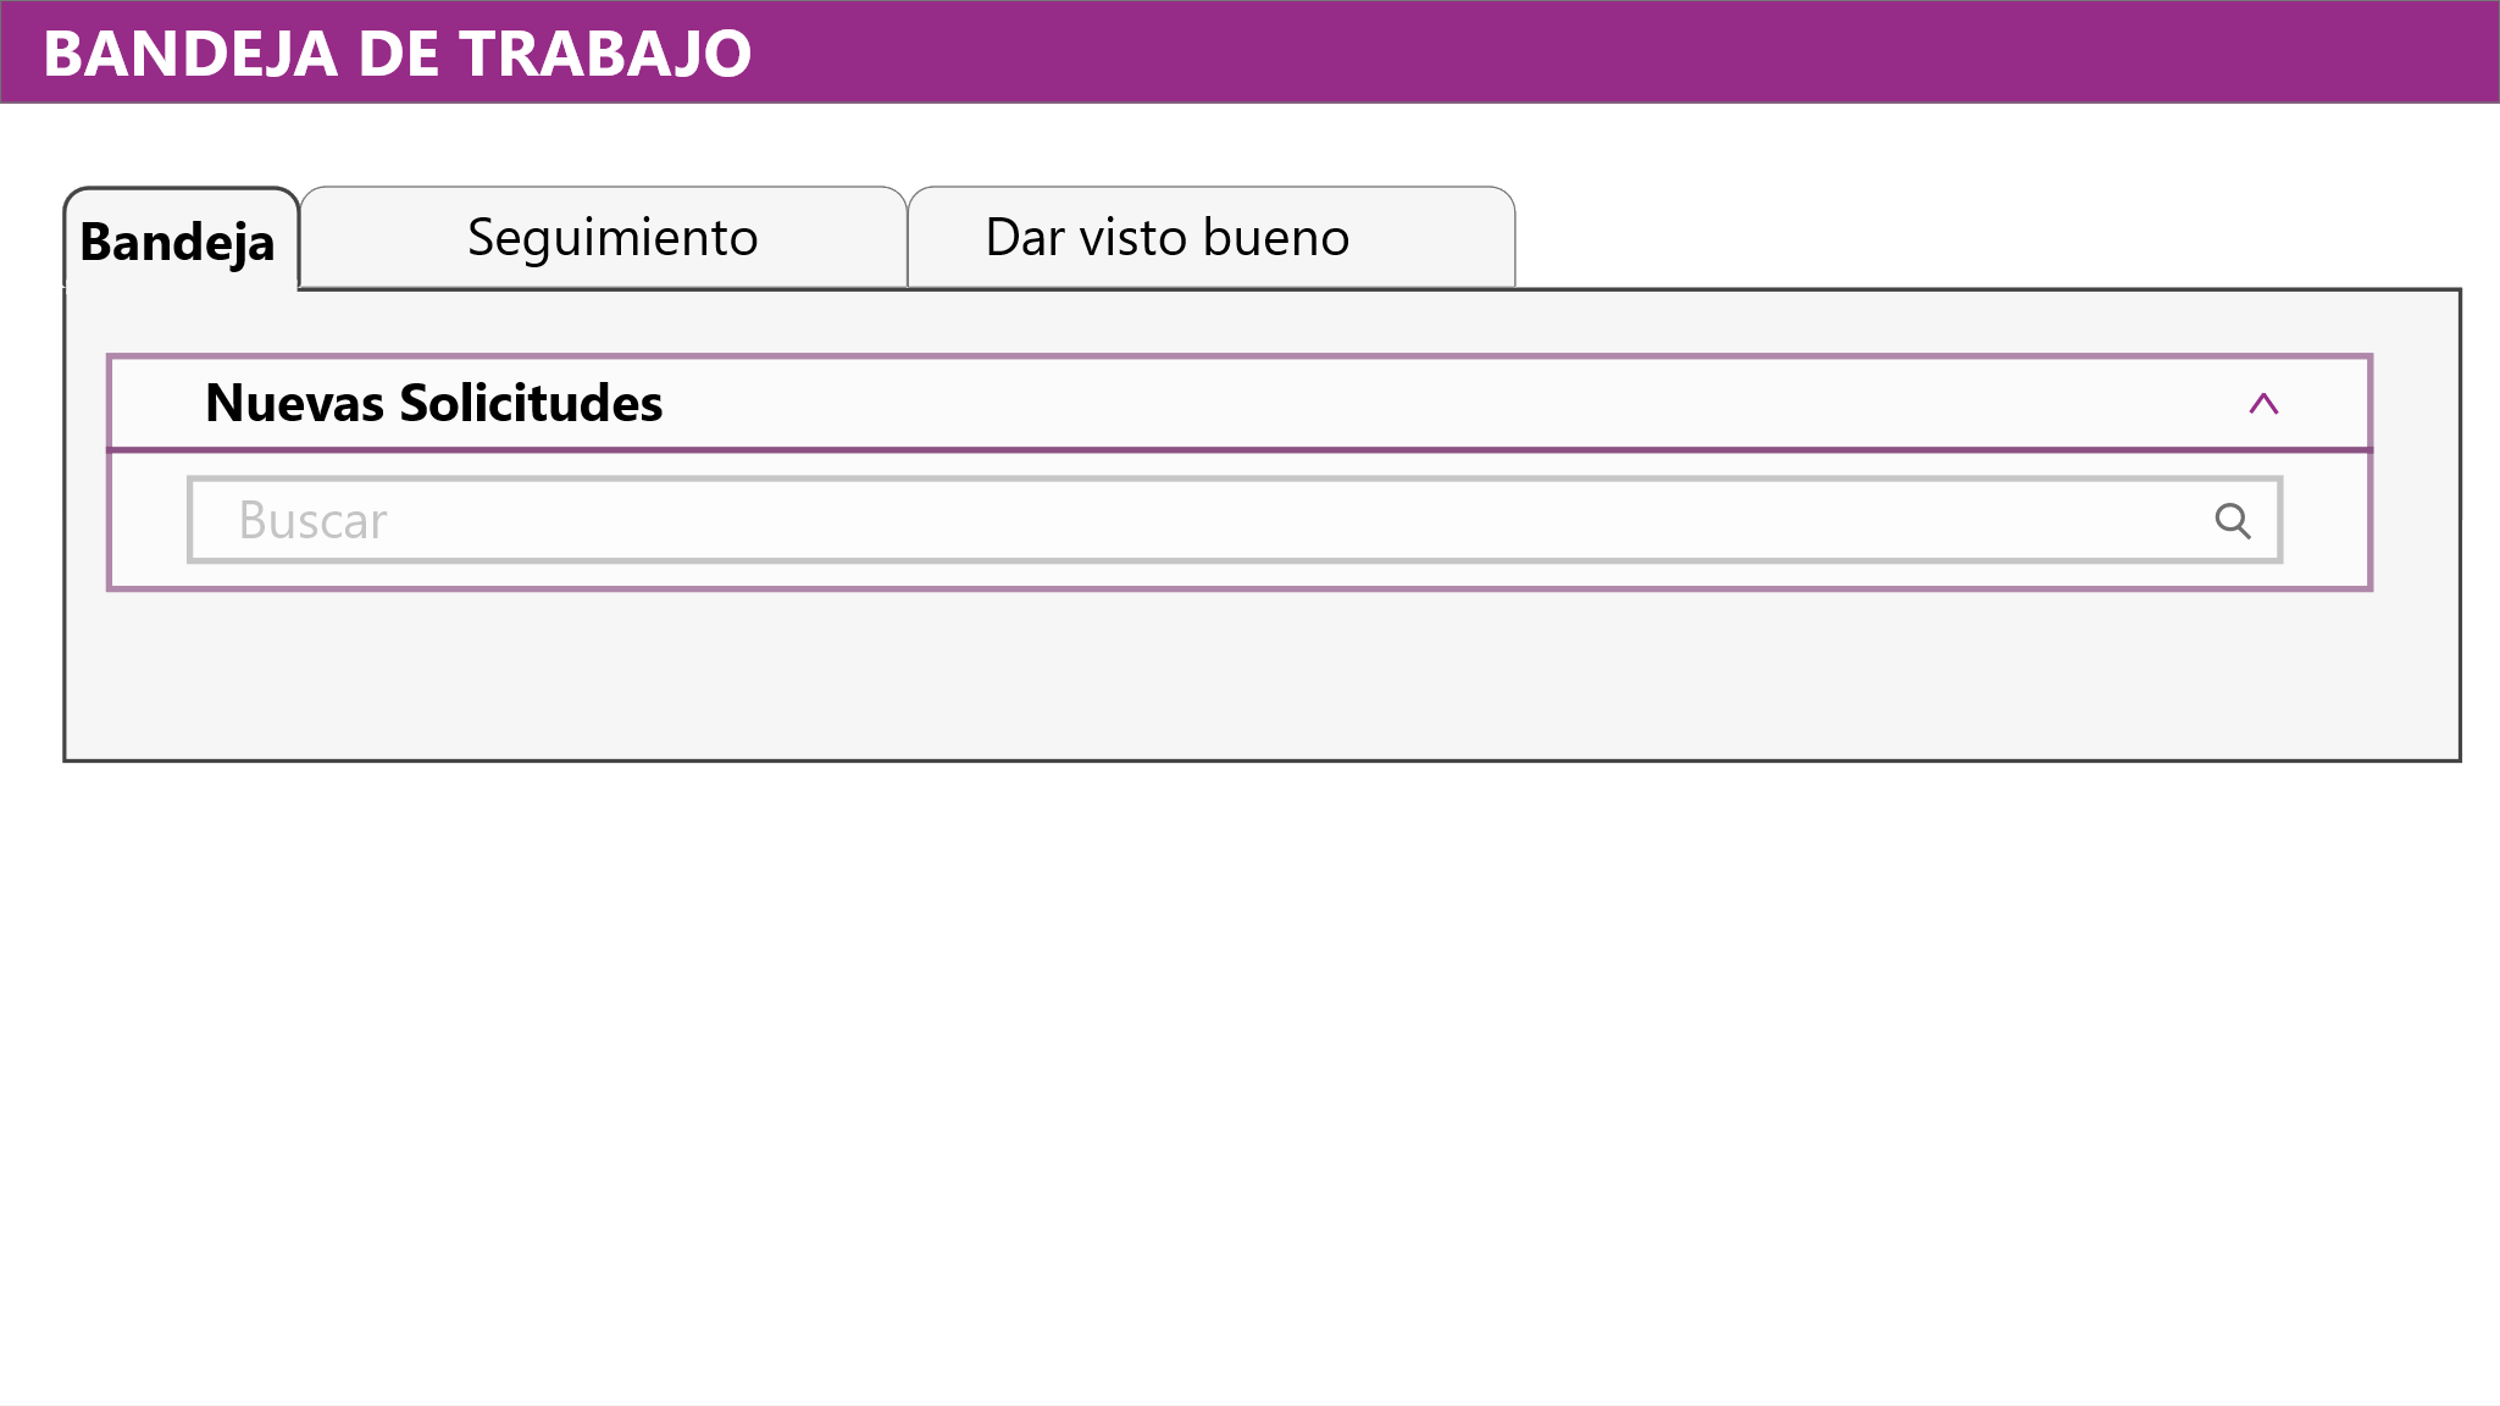 BANDEJA DE TRABAJO
Bandeja
Seguimiento
Dar visto bueno
Nuevas Solicitudes
Buscar